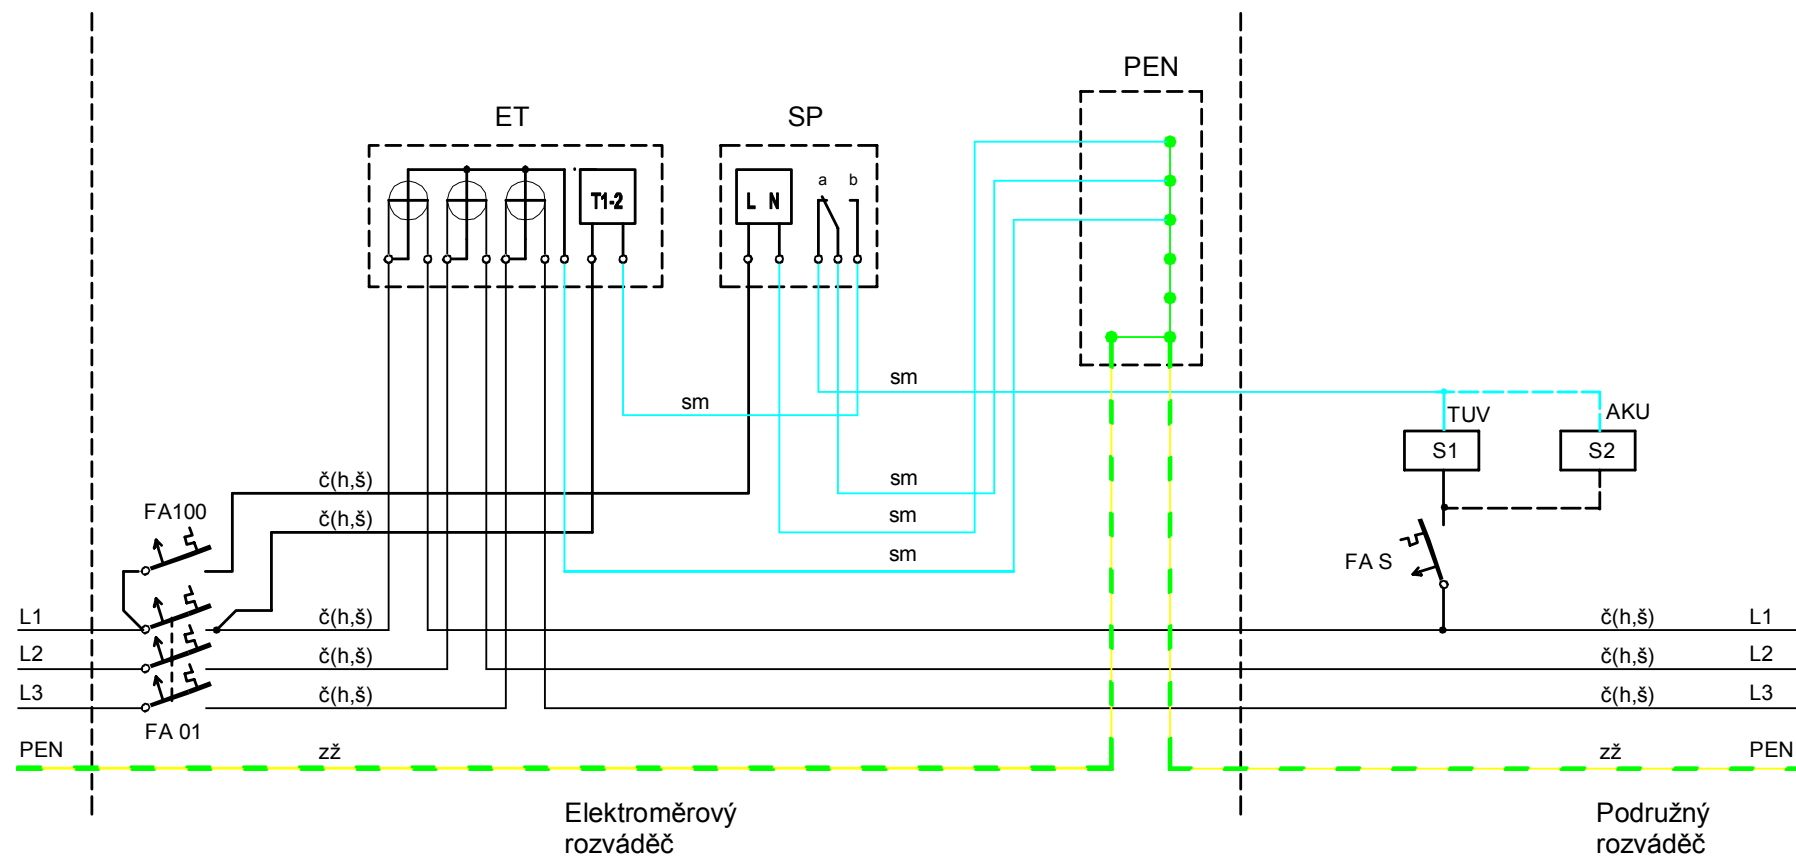 PEN
ET
SP
a b
T1-2
L N
sm
sm
TUV
AKU
S1
S2
č(h,š)
sm
FA100
č(h,š)
sm
sm
FA S
L1
č(h,š)
č(h,š)
L1
L2
č(h,š)
č(h,š)
L2
L3
č(h,š)
č(h,š)
L3
FA 01
PEN
zž
zž
PEN
Elektroměrový
rozváděč
Podružný
rozváděč